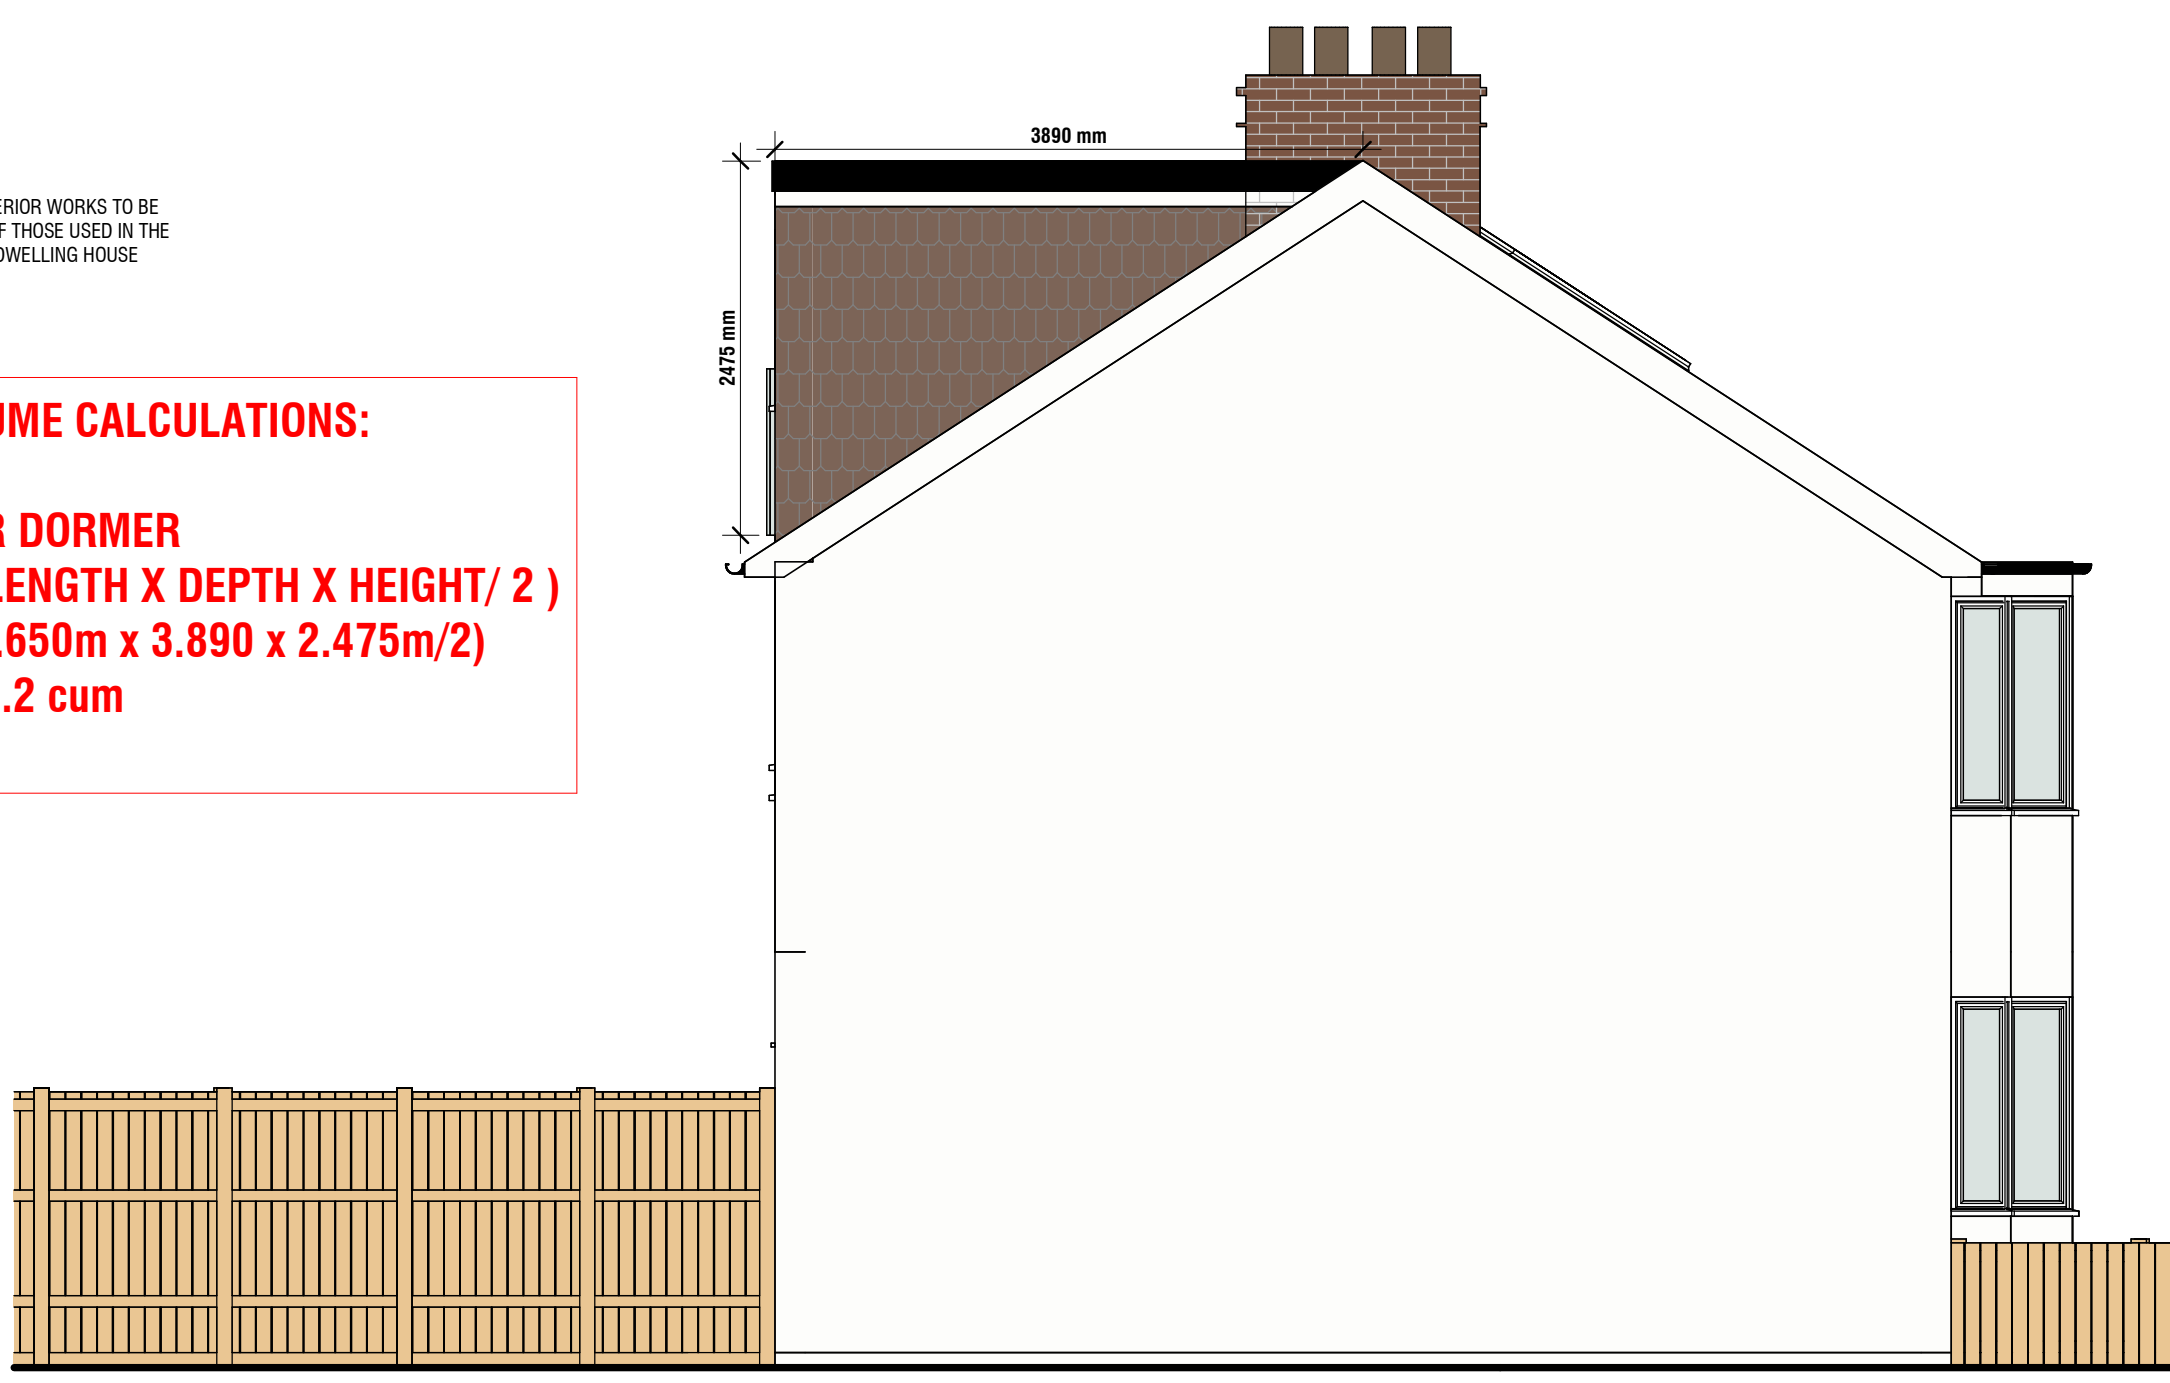 3890 mm
ERIOR WORKS TO BE
F THOSE USED IN THE
DWELLING HOUSE
2475 mm
UME CALCULATIONS:
R DORMER
LENGTH X DEPTH X HEIGHT/ 2 )
.650m x 3.890 x 2.475m/2)
.2 cum